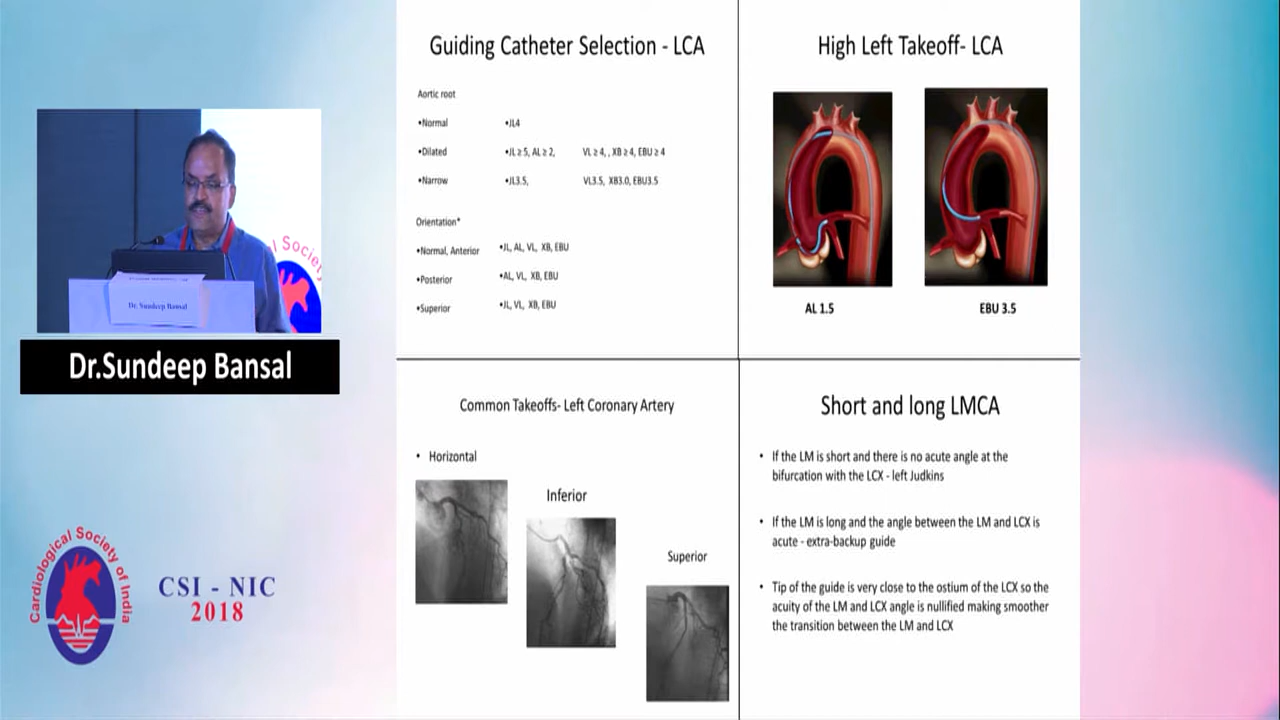 l Society
Dr. Sundeep Bansal
Dr.Sundeep Bansal
Cardiological Society of India
CSI - NIC
2018
Guiding Catheter Selection - LCA
Aortic root
•Normal •JL4
•Dilated •JL ≥ 5, AL ≥ 2, VL ≥ 4, , XB ≥ 4, EBU ≥ 4
•Narrow •JL3.5, VL3.5, XB3.0, EBU3.5
Orientation*
•Normal, Anterior •JL, AL, VL, XB, EBU
•Posterior •AL, VL, XB, EBU
•Superior •JL, VL, XB, EBU
High Left Takeoff- LCA
AL 1.5 EBU 3.5
Common Takeoffs- Left Coronary Artery
• Horizontal
Inferior
Superior
Short and long LMCA
• If the LM is short and there is no acute angle at the
bifurcation with the LCX - left Judkins
• If the LM is long and the angle between the LM and LCX is
acute - extra-backup guide
• Tip of the guide is very close to the ostium of the LCX so the
acuity of the LM and LCX angle is nullified making smoother
the transition between the LM and LCX